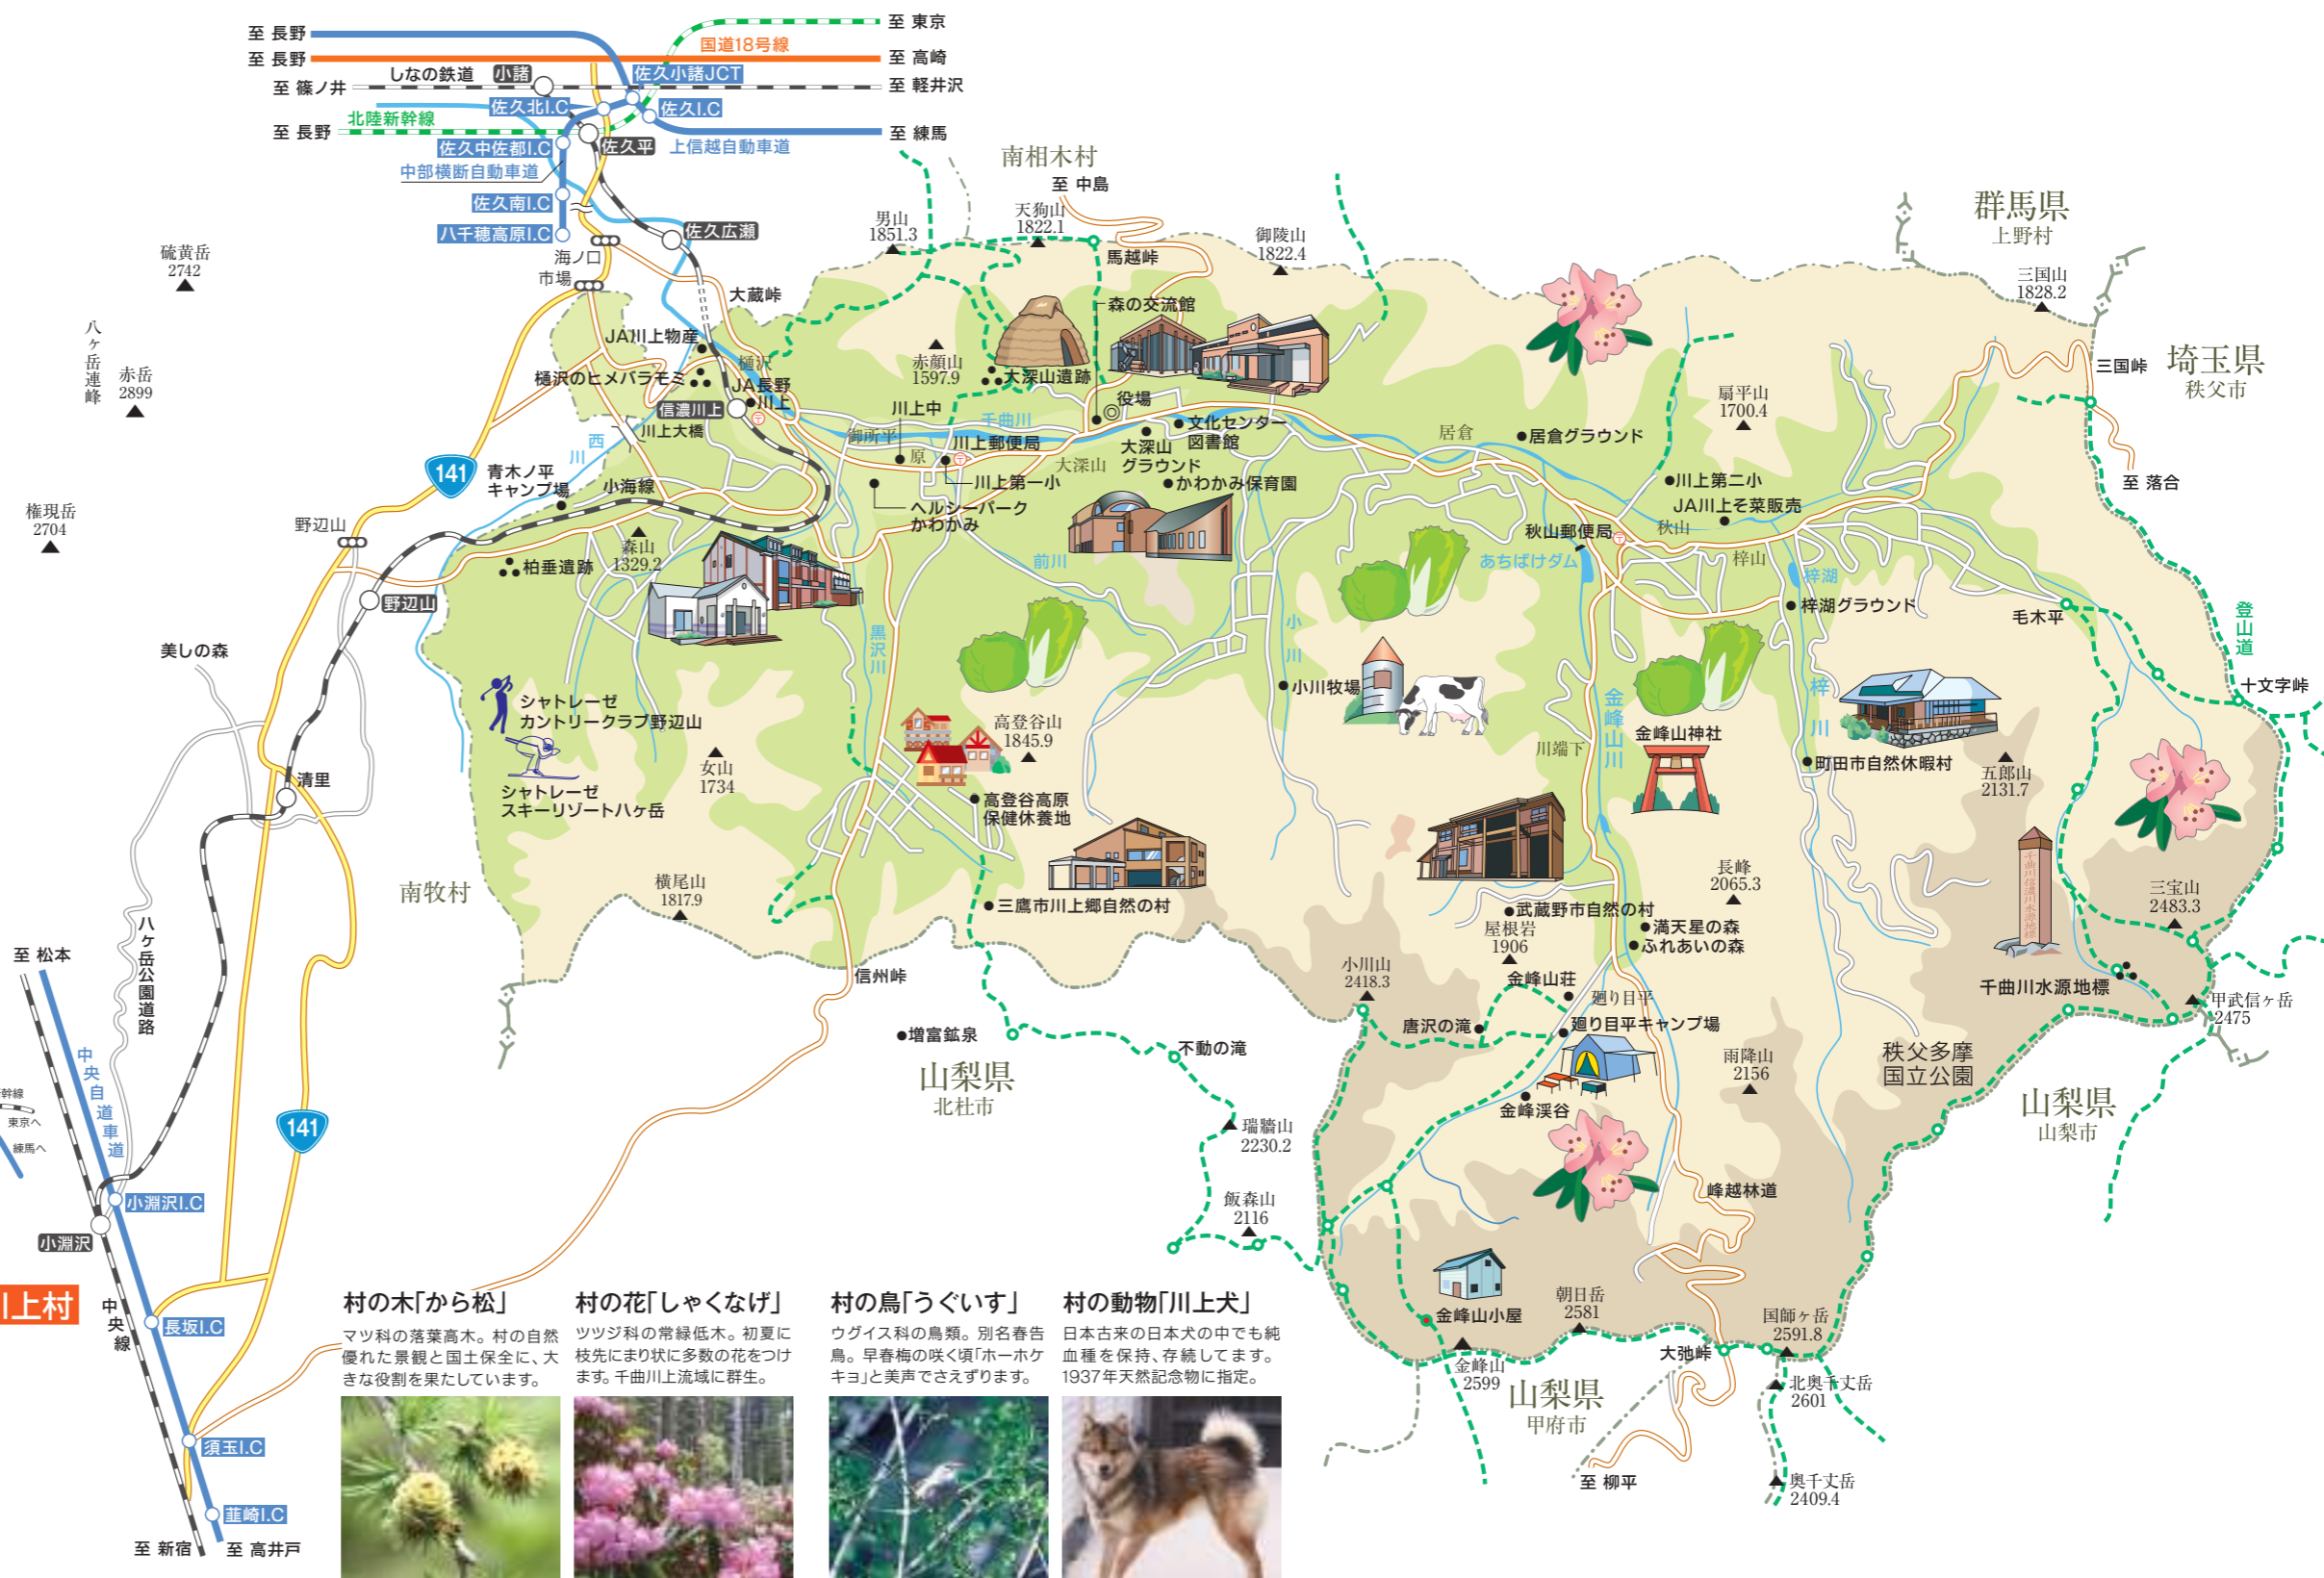 至 長野
至 東京
国道18号線
至 長野
至 高崎
しなの鉄道
小諸
佐久小諸JCT
至 篠ノ井
至 軽井沢
佐久北I.C
佐久I.C
北陸新幹線
至 長野
至 練馬
佐久中佐都I.C
佐久平
上信越自動車道
中部横断自動車道
佐久南I.C
八千穂高原I.C
佐久広瀬
海ノ口
市場
大蔵峠
南相木村
至 中島
男山
1851.3
天狗山
1822.1
馬越峠
御陵山
1822.4
群馬県
上野村
三国山
1828.2
三国峠
埼玉県
秩父市
至 落合
硫黄岳
2742
八ヶ岳連峰
赤岳
2899
権現岳
2704
141
JA川上物産
樋沢
樋沢のヒメバラモミ
JA長野
川上
信濃川上
川上大橋
西川
青木ノ平
キャンプ場
小海線
野辺山
森山
1329.2
柏垂遺跡
野辺山
美しの森
赤顔山
1597.9
大深山遺跡
森の交流館
役場
文化センター
図書館
川上中
千曲川
御所平
原
川上郵便局
川上第一小
大深山
大深山
グラウンド
かわかみ保育園
ヘルシーパーク
かわかみ
前川
居倉
居倉グラウンド
扇平山
1700.4
川上第二小
JA川上そ菜販売
秋山
秋山郵便局
あちばけダム
梓山
梓湖
梓湖グラウンド
毛木平
登山道
十文字峠
シャトレーゼ
カントリークラブ野辺山
シャトレーゼ
スキーリゾート八ヶ岳
女山
1734
黒沢川
高登谷山
1845.9
高登谷高原
保健休養地
小川
小川牧場
金峰山川
川端下
金峰山神社
梓川
町田市自然休暇村
五郎山
2131.7
清里
南牧村
横尾山
1817.9
信州峠
三鷹市川上郷自然の村
武蔵野市自然の村
屋根岩
1906
満天星の森
ふれあいの森
長峰
2065.3
千曲川信濃川水源地標
三宝山
2483.3
千曲川水源地標
甲武信ヶ岳
2475
小川山
2418.3
金峰山荘
廻り目平
唐沢の滝
廻り目平キャンプ場
金峰渓谷
雨降山
2156
秩父多摩
国立公園
山梨県
山梨市
至 松本
八ヶ岳公園道路
中央自動車道
増富鉱泉
山梨県
北杜市
不動の滝
瑞牆山
2230.2
飯森山
2116
峰越林道
141
幹線
東京へ
練馬へ
小淵沢I.C
小淵沢
川上村
中央線
長坂I.C
須玉I.C
韮崎I.C
至 新宿
至 高井戸
金峰山小屋
金峰山
2599
朝日岳
2581
大弛峠
国師ヶ岳
2591.8
北奥千丈岳
2601
奥千丈岳
2409.4
山梨県
甲府市
至 柳平
村の木「から松」
マツ科の落葉高木。村の自然
優れた景観と国土保全に、大
きな役割を果たしています。
村の花「しゃくなげ」
ツツジ科の常緑低木。初夏に
枝先にまり状に多数の花をつけ
ます。千曲川上流域に群生。
村の鳥「うぐいす」
ウグイス科の鳥類。別名春告
鳥。早春梅の咲く頃「ホーホケ
キョ」と美声でさえずります。
村の動物「川上犬」
日本古来の日本犬の中でも純
血種を保持、存続してます。
1937年天然記念物に指定。